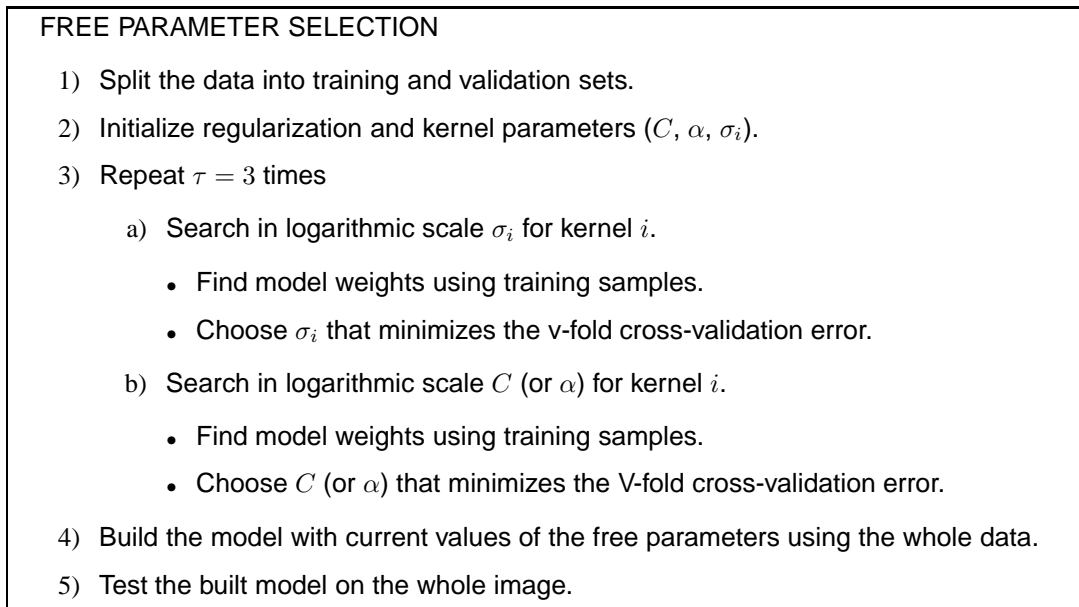 FREE PARAMETER SELECTION
1) Split the data into training and validation sets.
2) Initialize regularization and kernel parameters (C, α, σᵢ).
3) Repeat τ = 3 times
a) Search in logarithmic scale σᵢ for kernel i.
• Find model weights using training samples.
• Choose σᵢ that minimizes the v-fold cross-validation error.
b) Search in logarithmic scale C (or α) for kernel i.
• Find model weights using training samples.
• Choose C (or α) that minimizes the V-fold cross-validation error.
4) Build the model with current values of the free parameters using the whole data.
5) Test the built model on the whole image.